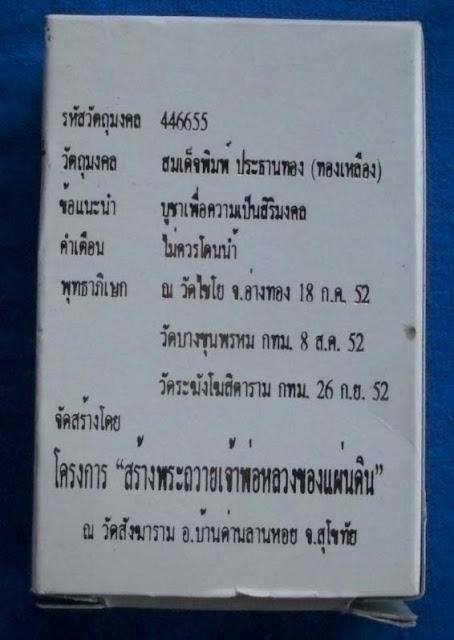 รหัสวัตถุมงคล 446655
วัตถุมงคล สมเด็จพิมพ์ ประธานทอง (ทองเหลือง)
ข้อแนะนำ บูชาเพื่อความเป็นสิริมงคล
คำเตือน ไม่ควรโดนน้ำ
พุทธาภิเษก ณ วัดไชโย จ.อ่างทอง 18 ก.ค. 52
วัดบางขุนพรหม กทม. 8 ส.ค. 52
วัดระฆังโฆสิตาราม กทม. 26 ก.ย. 52
จัดสร้างโดย
โครงการ “สร้างพระถวายเจ้าพ่อหลวงของแผ่นดิน”
ณ วัดสังฆาราม อ.บ้านด่านลานหอย จ.สุโขทัย